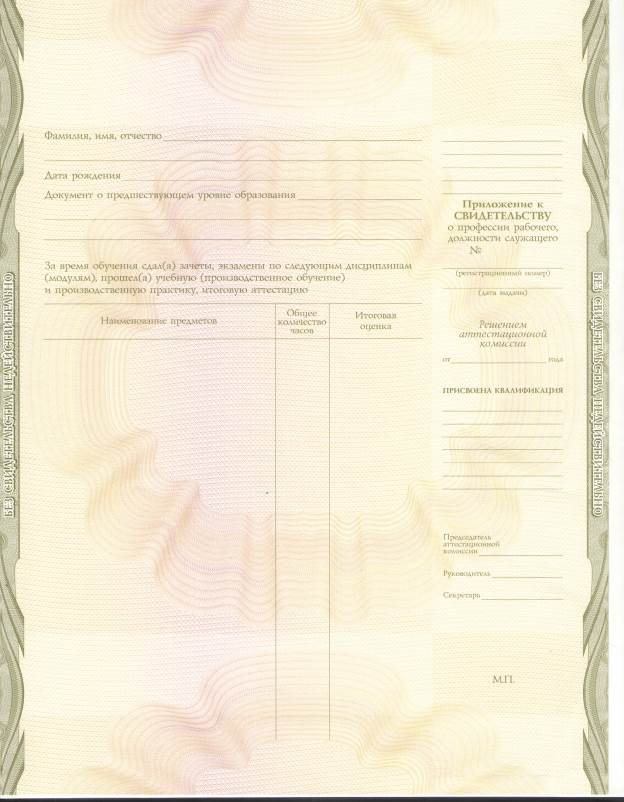 Фамилия, имя, отчество
Дата рождения
Документ о предшествующем уровне образования
За время обучения сдал(а) зачеты, экзамены по следующим дисциплинам
(модулям), прошел(а) учебную (производственное обучение)
и производственную практику, итоговую аттестацию
Наименование предметов
Общее
количество
часов
Итоговая
оценка
Приложение к
СВИДЕТЕЛЬСТВУ
о профессии рабочего,
должности служащего
№
(регистрационный номер)
(дата выдачи)
Решением
аттестационной
комиссии
от
года
ПРИСВОЕНА КВАЛИФИКАЦИЯ
Председатель
аттестационной
комиссии
Руководитель
Секретарь
М.П.
БЕЗ СВИДЕТЕЛЬСТВА НЕДЕЙСТВИТЕЛЬНО
БЕЗ СВИДЕТЕЛЬСТВА НЕДЕЙСТВИТЕЛЬНО